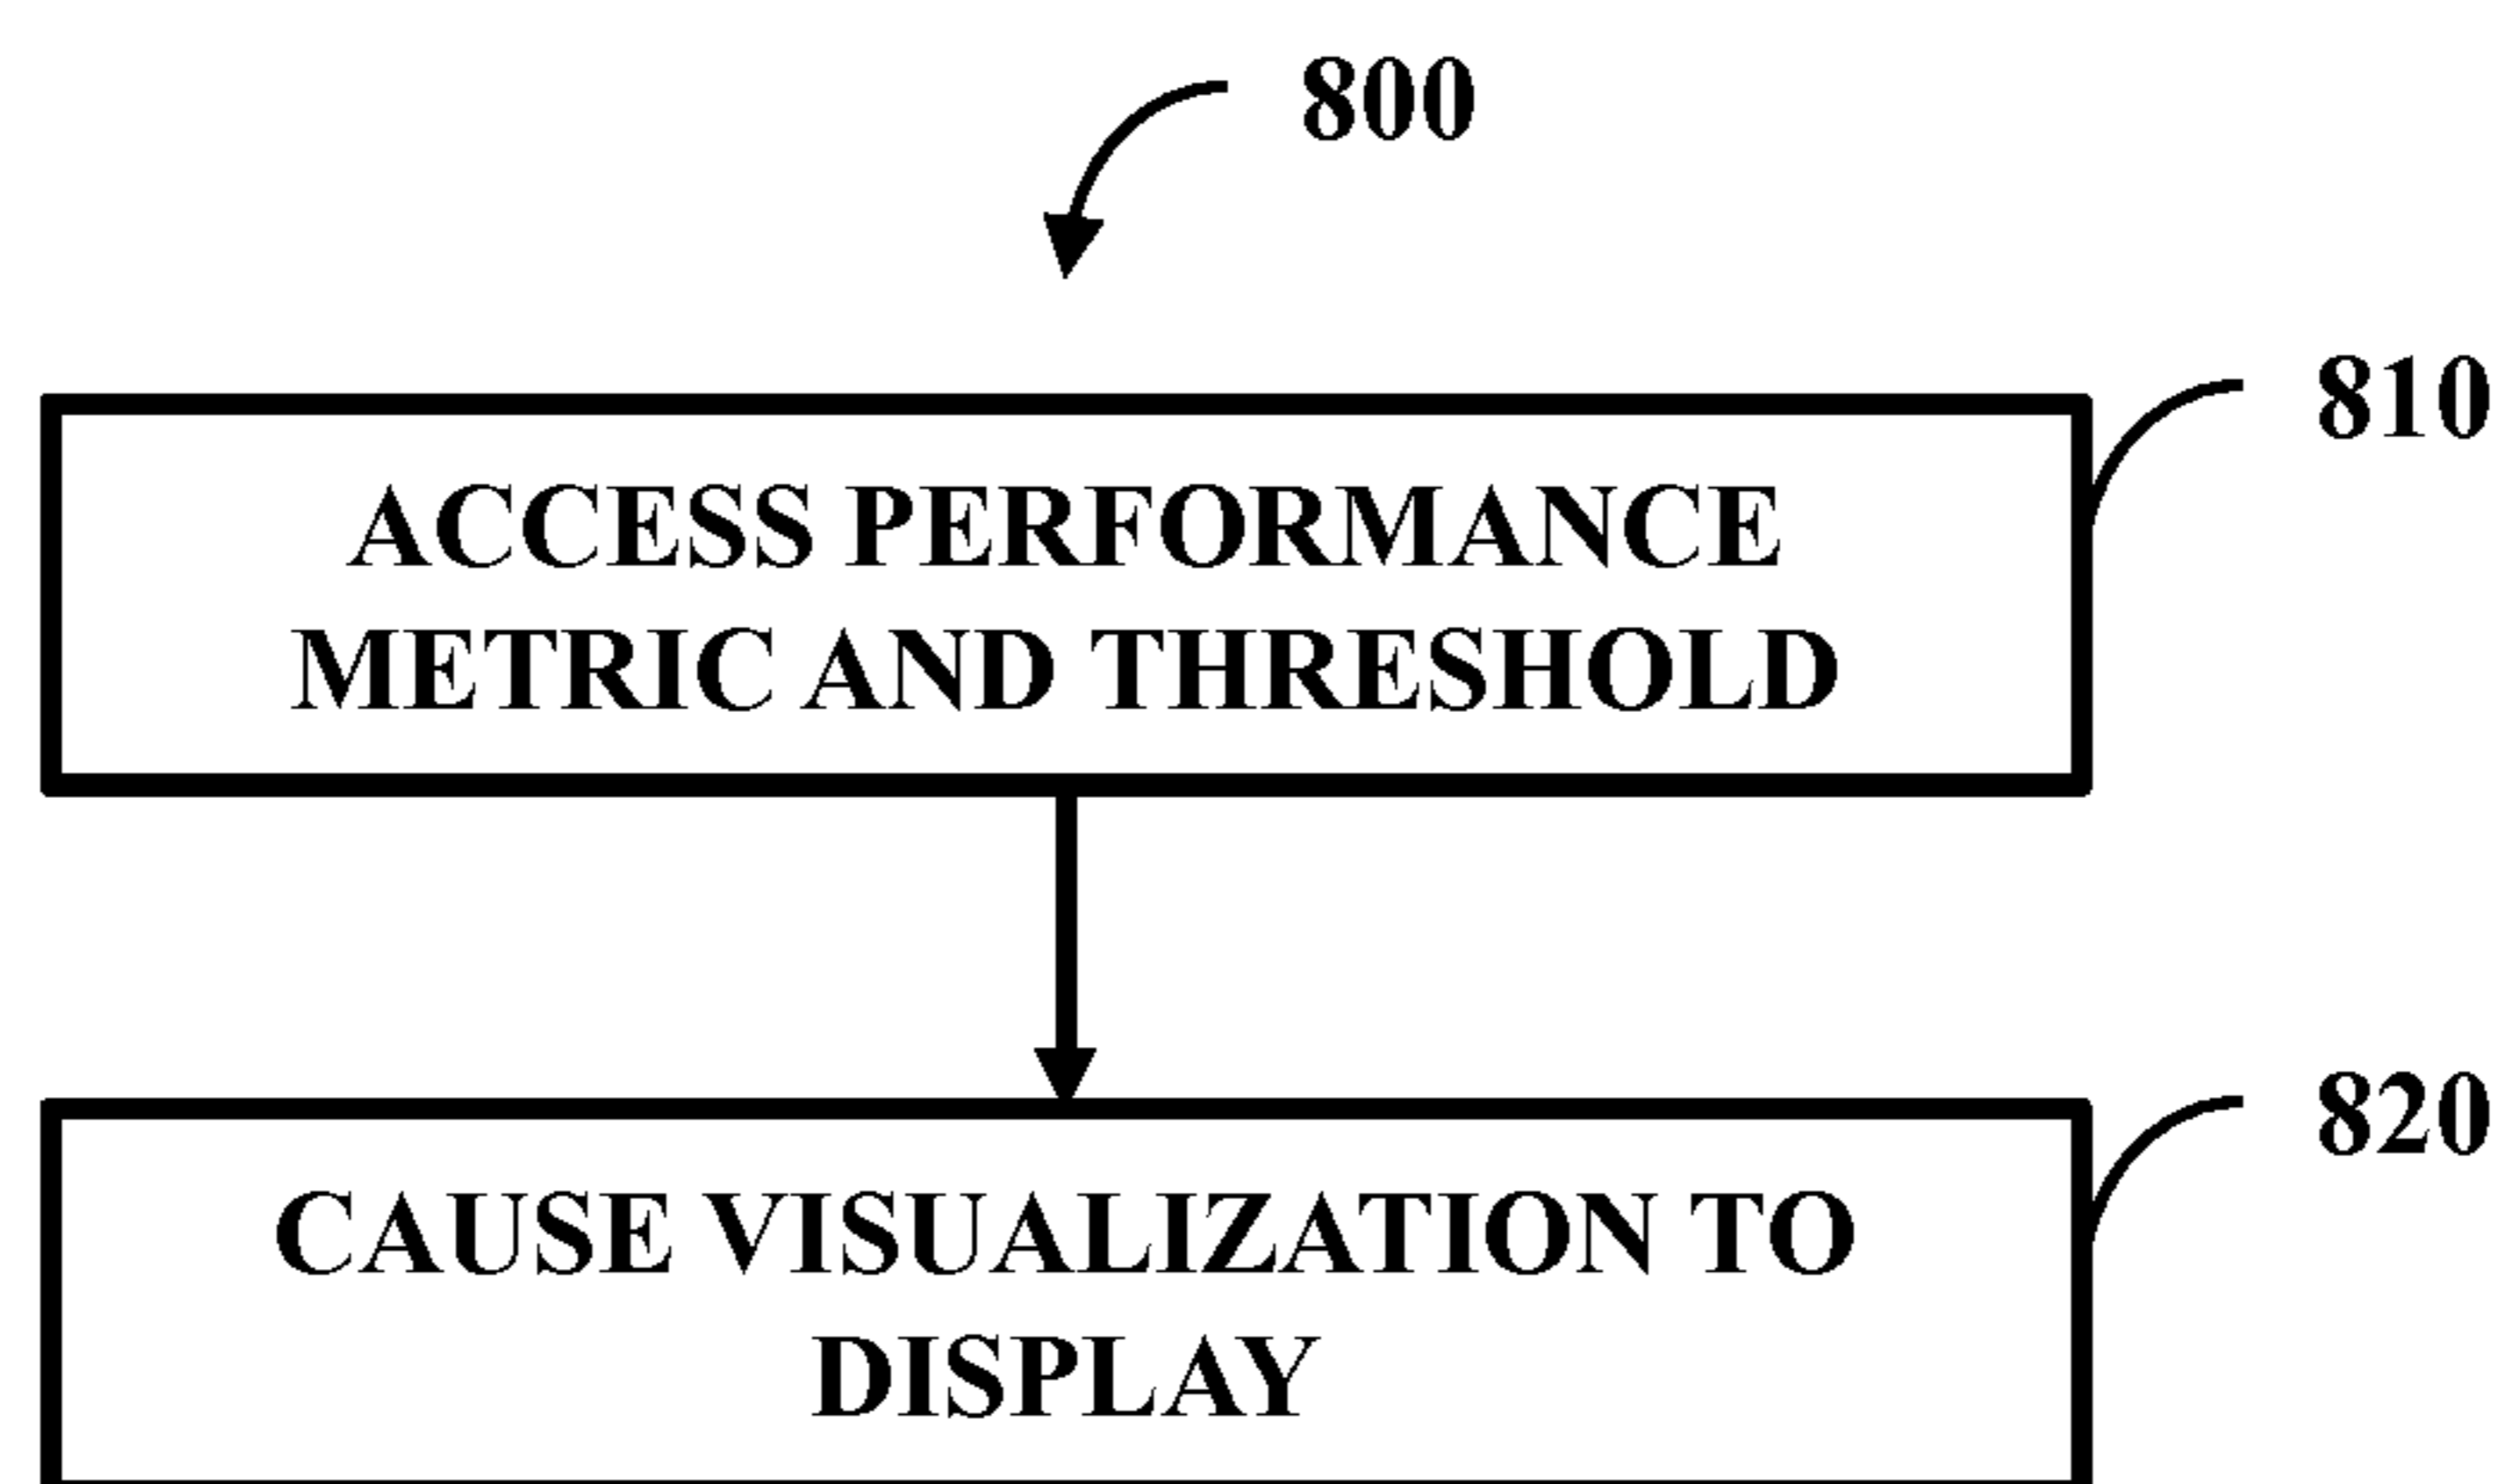 800
810
ACCESS PERFORMANCE
METRIC AND THRESHOLD
820
CAUSE VISUALIZATION TO
DISPLAY